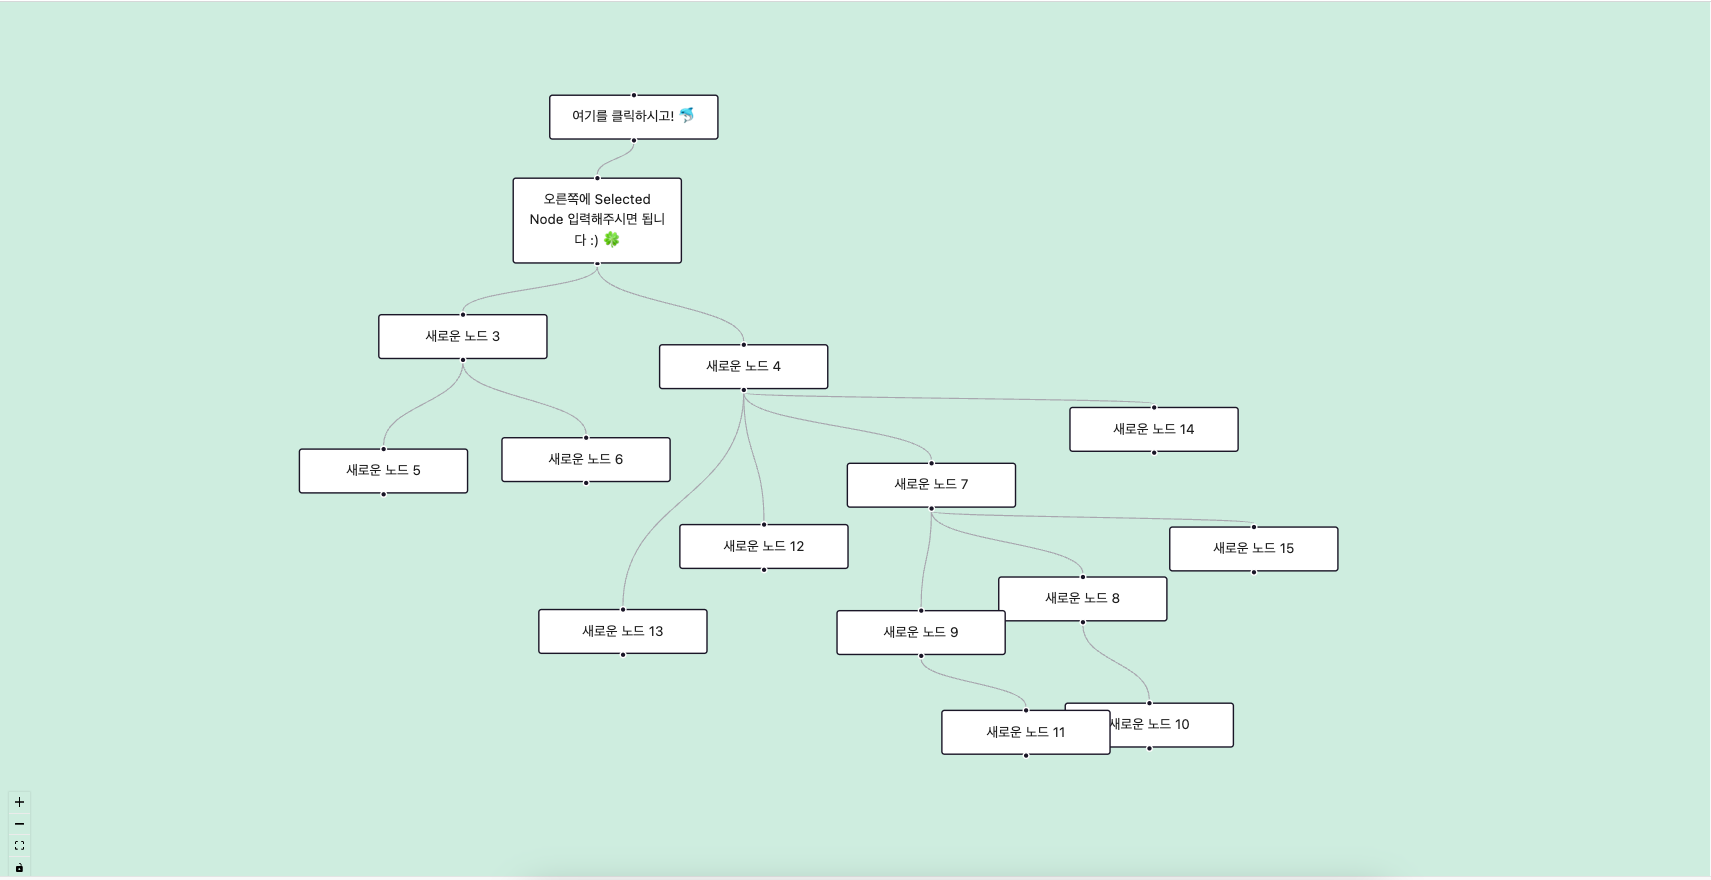 여기를 클릭하시고! 🐬
오른쪽에 Selected
Node 입력해주시면 됩니
다 :) 🍀
새로운 노드 3
새로운 노드 4
새로운 노드 14
새로운 노드 5
새로운 노드 6
새로운 노드 7
새로운 노드 12
새로운 노드 15
새로운 노드 8
새로운 노드 13
새로운 노드 9
새로운 노드 11
새로운 노드 10